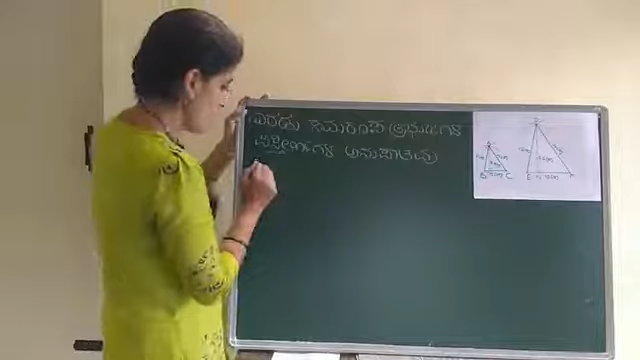 ಎರಡು ಸಮರೂಪ ತ್ರಿಭುಜಗಳ
ವಿಸ್ತೀರ್ಣಗಳ ಅನುಪಾತವು
B C
E